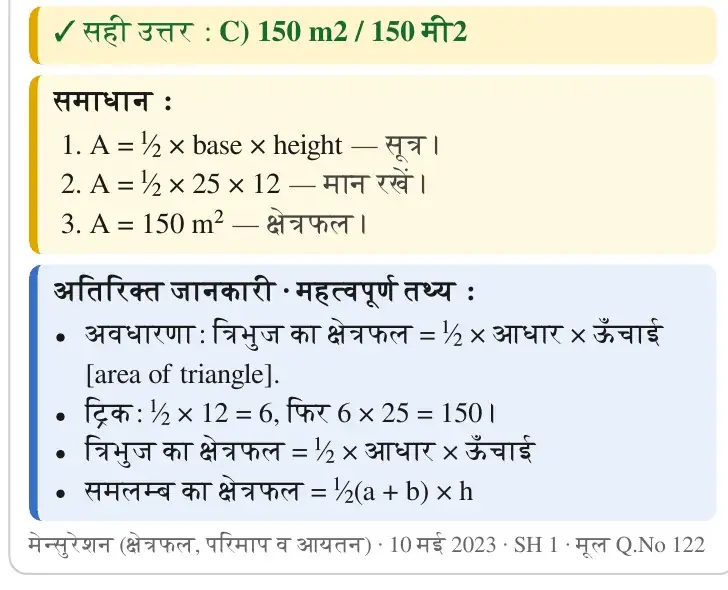 ✓ सही उत्तर : C) 150 m2 / 150 मी2
समाधान :
1. A = ½ × base × height — सूत्र।
2. A = ½ × 25 × 12 — मान रखें।
3. A = 150 m² — क्षेत्रफल।
अतिरिक्त जानकारी · महत्वपूर्ण तथ्य :
• अवधारणा : त्रिभुज का क्षेत्रफल = ½ × आधार × ऊँचाई
[area of triangle].
• ट्रिक : ½ × 12 = 6, फिर 6 × 25 = 150।
• त्रिभुज का क्षेत्रफल = ½ × आधार × ऊँचाई
• समलम्ब का क्षेत्रफल = ½(a + b) × h
मेन्सुरेशन (क्षेत्रफल, परिमाप व आयतन) · 10 मई 2023 · SH 1 · मूल Q.No 122